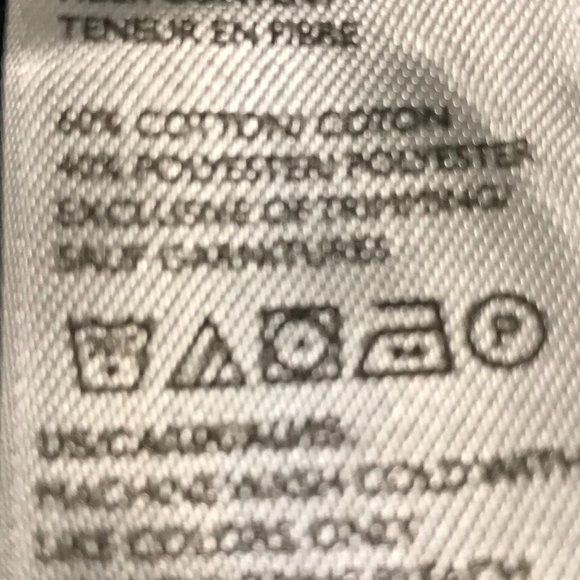 TENEUR EN FIBRE
60% COTTON/ COTON
40% POLYESTER/ POLYESTER
EXCLUSIVE OF TRIMMING/
SAUF GARNITURES
P
MACHINE WASH COLD WITH
LIKE COLORS ONLY